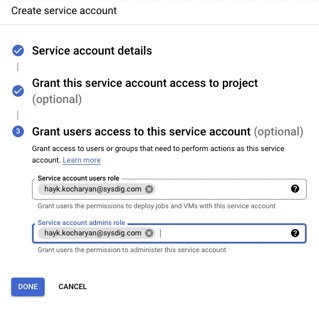 Create service account
Service account details
Grant this service account access to project
(optional)
3 Grant users access to this service account (optional)
Grant access to users or groups that need to perform actions as this service
account. Learn more
Service account users role
hayk.kocharyan@sysdig.com
Grant users the permissions to deploy jobs and VMs with this service account
Service account admins role
hayk.kocharyan@sysdig.com
Grant users the permission to administer this service account
DONE CANCEL